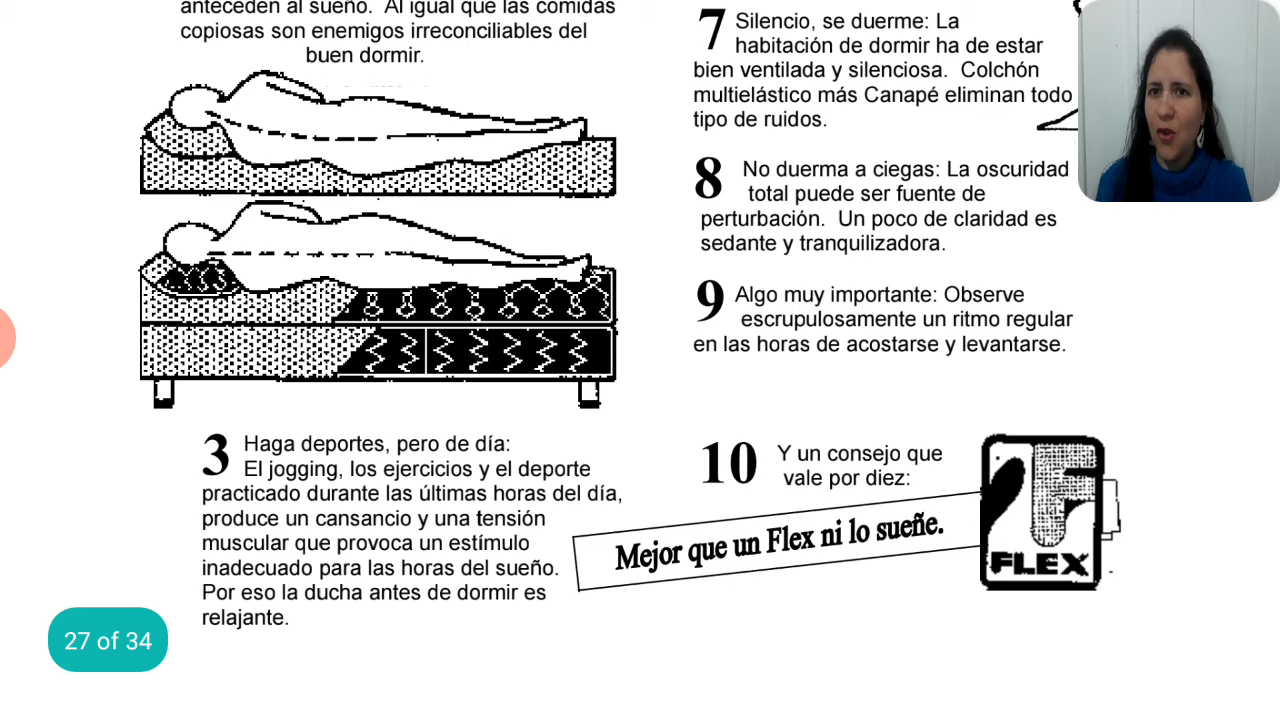 anteceden al sueño. Al igual que las comidas
copiosas son enemigos irreconciliables del
buen dormir.
3 Haga deportes, pero de día:
El jogging, los ejercicios y el deporte
practicado durante las últimas horas del día,
produce un cansancio y una tensión
muscular que provoca un estímulo
inadecuado para las horas del sueño.
Por eso la ducha antes de dormir es
relajante.
7 Silencio, se duerme: La
habitación de dormir ha de estar
bien ventilada y silenciosa. Colchón
multielástico más Canapé eliminan todo
tipo de ruidos.
8 No duerma a ciegas: La oscuridad
total puede ser fuente de
perturbación. Un poco de claridad es
sedante y tranquilizadora.
9 Algo muy importante: Observe
escrupulosamente un ritmo regular
en las horas de acostarse y levantarse.
10 Y un consejo que
vale por diez:
Mejor que un Flex ni lo sueñe.
FLEX
27 of 34